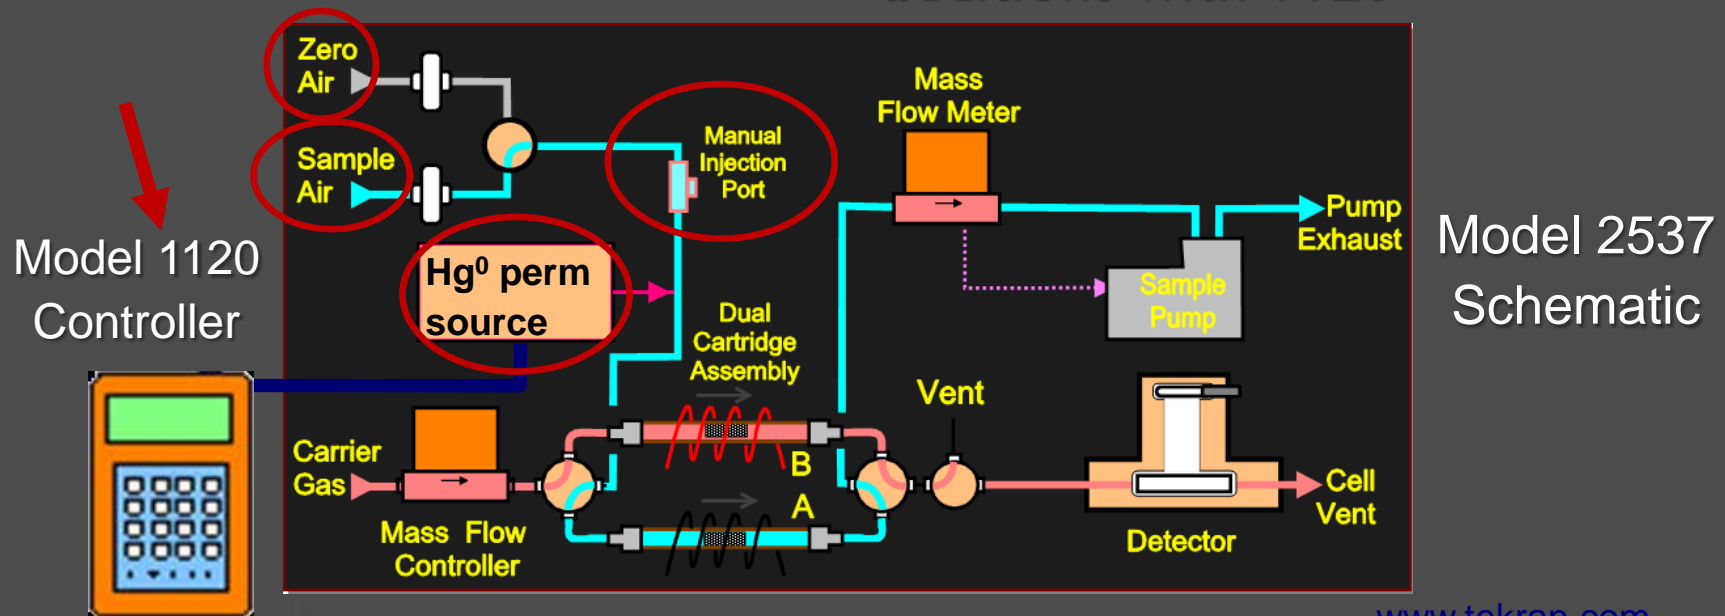 Zero
Air
Sample
Air
Manual
Injection
Port
Mass
Flow Meter
Pump
Exhaust
Sample
Pump
Model 1120
Controller
Hg⁰ perm
source
Model 2537
Schematic
Dual
Cartridge
Assembly
Vent
Carrier
Gas
B
A
Cell
Vent
Mass Flow
Controller
Detector